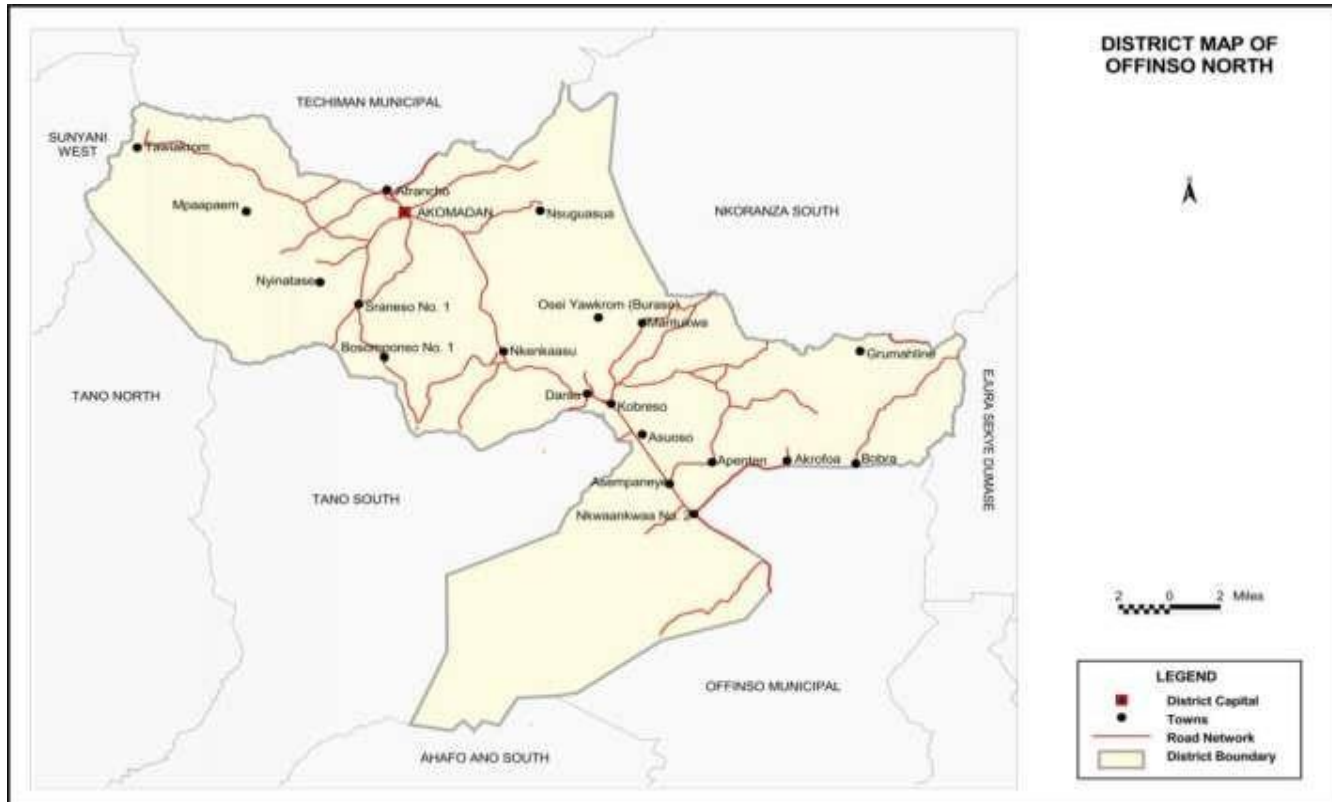 DISTRICT MAP OF
OFFINSO NORTH
TECHIMAN MUNICIPAL
SUNYANI
WEST
Tawiakrom
Afrancho
Mpaapaem
AKOMADAN
Nsuguasua
NKORANZA SOUTH
Nyinatase
Sraneso No. 1
Osei Yawkrom (Buraso)
Mantukwa
Bosomponso No. 1
Nkenkaasu
Grumahline
TANO NORTH
Darso
Kobreso
EJURA SEKYE DUMASE
Asuoso
Apenten
Akrofoa
Bobra
Asempaneye
TANO SOUTH
Nkwaankwaa No. 2
2 0 2 Miles
OFFINSO MUNICIPAL
AHAFO ANO SOUTH
LEGEND
District Capital
Towns
Road Network
District Boundary